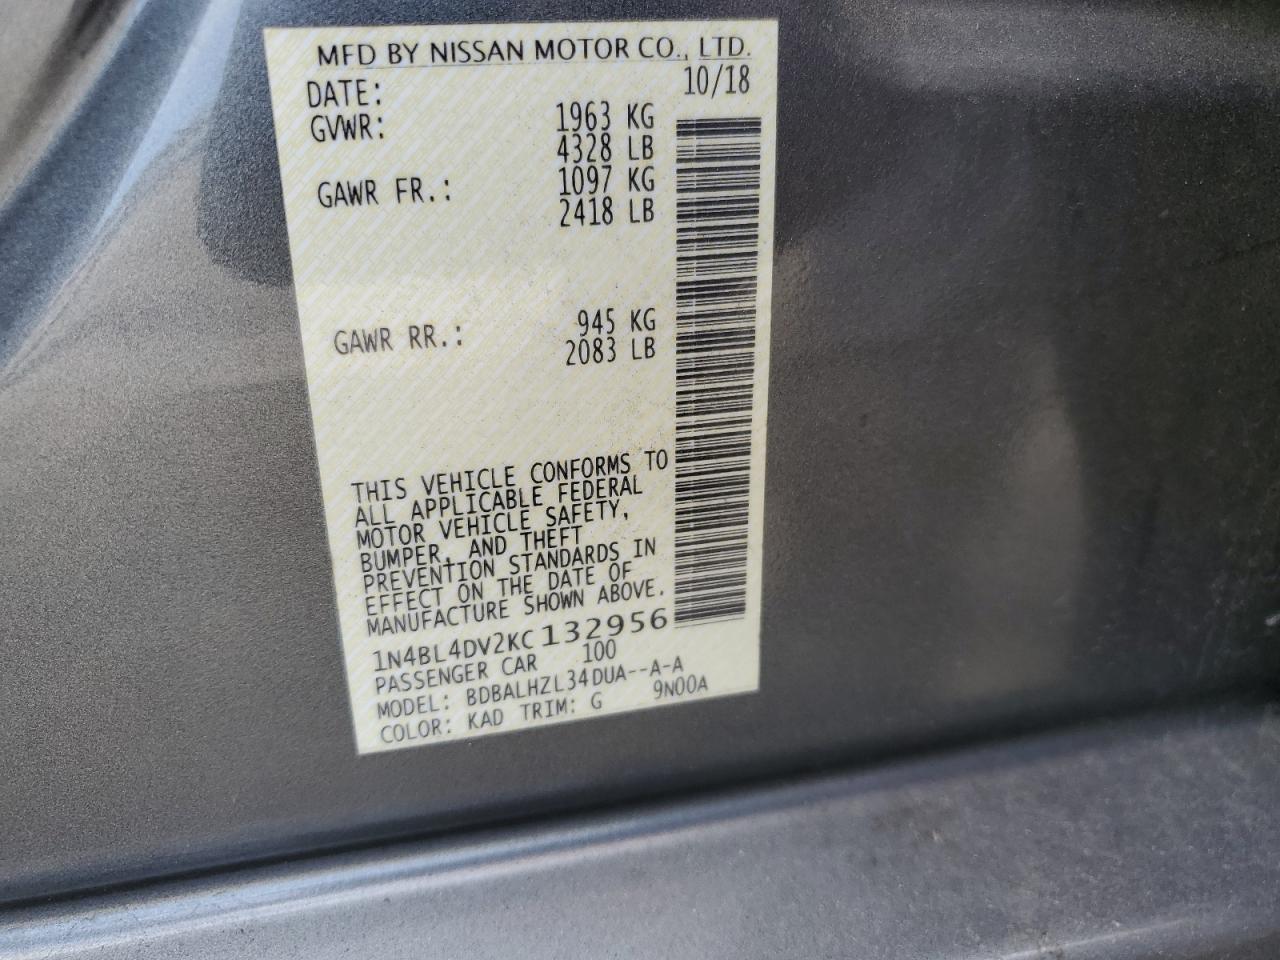 MFD BY NISSAN MOTOR CO., LTD.
DATE: 10/18
GVWR: 1963 KG
4328 LB
GAWR FR.: 1097 KG
2418 LB
GAWR RR.: 945 KG
2083 LB
THIS VEHICLE CONFORMS TO
ALL APPLICABLE FEDERAL
MOTOR VEHICLE SAFETY,
BUMPER, AND THEFT
PREVENTION STANDARDS IN
EFFECT ON THE DATE OF
MANUFACTURE SHOWN ABOVE.
1N4BL4DV2KC132956
PASSENGER CAR 100
MODEL: BDBALHZL34DUA--A-A
COLOR: KAD TRIM: G 9N00A